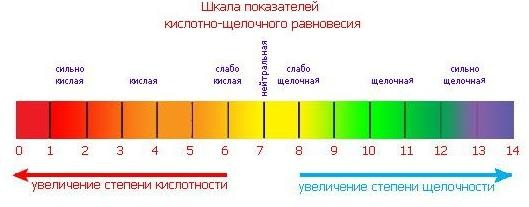 Шкала показателей
кислотно-щелочного равновесия
сильно
кислая
кислая
слабо
кислая
нейтральная
слабо
щелочная
щелочная
сильно
щелочная
0 1 2 3 4 5 6 7 8 9 10 11 12 13 14
увеличение степени кислотности
увеличение степени щелочности